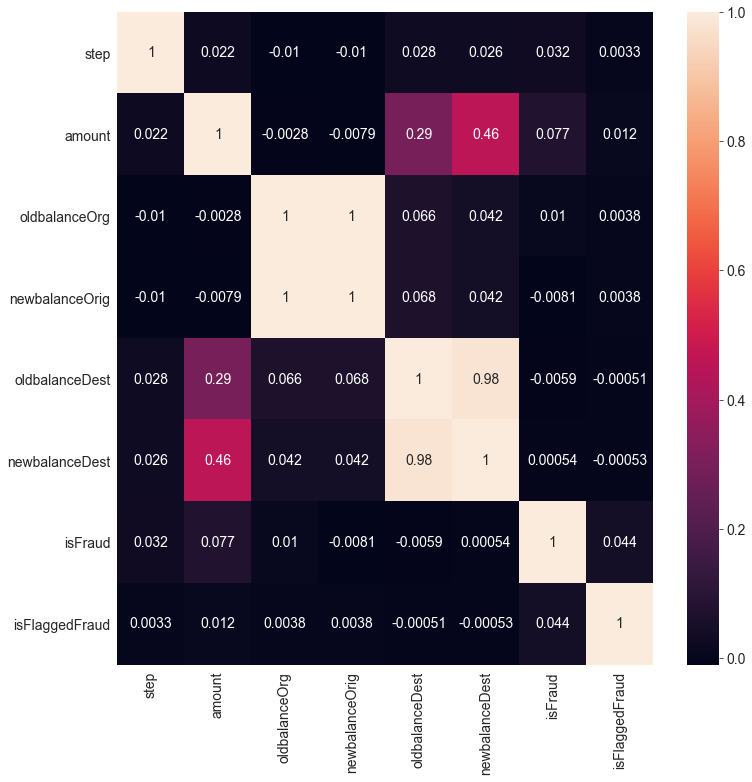 1.0
step 1 0.022 -0.01 -0.01 0.028 0.026 0.032 0.0033
amount 0.022 1 -0.0028 -0.0079 0.29 0.46 0.077 0.012
0.8
oldbalanceOrg -0.01 -0.0028 1 1 0.066 0.042 0.01 0.0038
0.6
newbalanceOrig -0.01 -0.0079 1 1 0.068 0.042 -0.0081 0.0038
oldbalanceDest 0.028 0.29 0.066 0.068 1 0.98 -0.0059 -0.00051
0.4
newbalanceDest 0.026 0.46 0.042 0.042 0.98 1 0.00054 -0.00053
0.2
isFraud 0.032 0.077 0.01 -0.0081 -0.0059 0.00054 1 0.044
isFlaggedFraud 0.0033 0.012 0.0038 0.0038 -0.00051 -0.00053 0.044 1
0.0
step
amount
oldbalanceOrg
newbalanceOrig
oldbalanceDest
newbalanceDest
isFraud
isFlaggedFraud